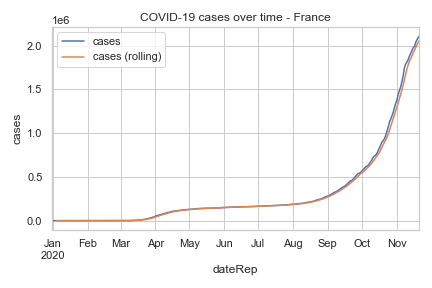 COVID-19 cases over time - France
1e6
cases
cases (rolling)
2.0
1.5
1.0
0.5
0.0
cases
Jan Feb Mar Apr May Jun Jul Aug Sep Oct Nov
2020
dateRep